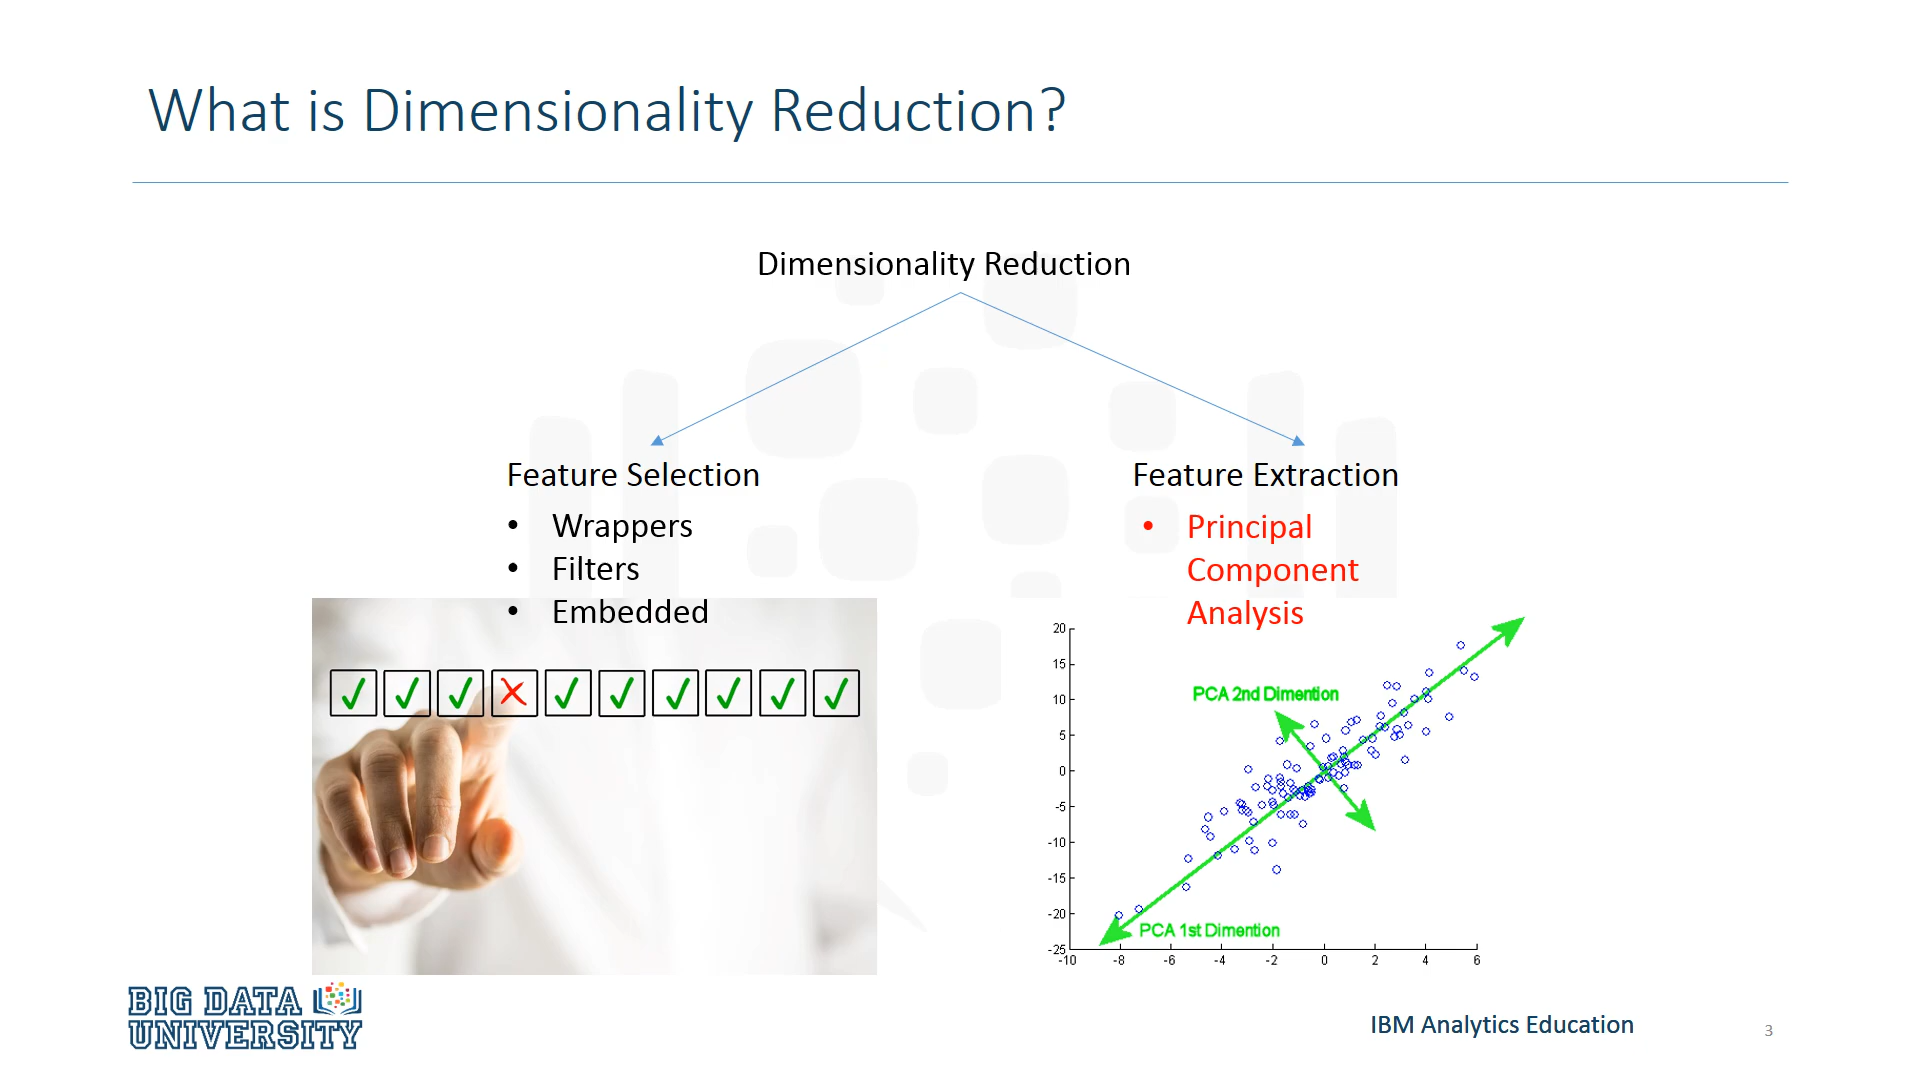 What is Dimensionality Reduction?
Dimensionality Reduction
Feature Selection
• Wrappers
• Filters
• Embedded
Feature Extraction
• Principal
Component
Analysis
20
15
10
5
0
-5
-10
-15
-20
-25
-10 -8 -6 -4 -2 0 2 4 6
PCA 2nd Dimention
PCA 1st Dimention
BIG DATA
UNIVERSITY
IBM Analytics Education
3